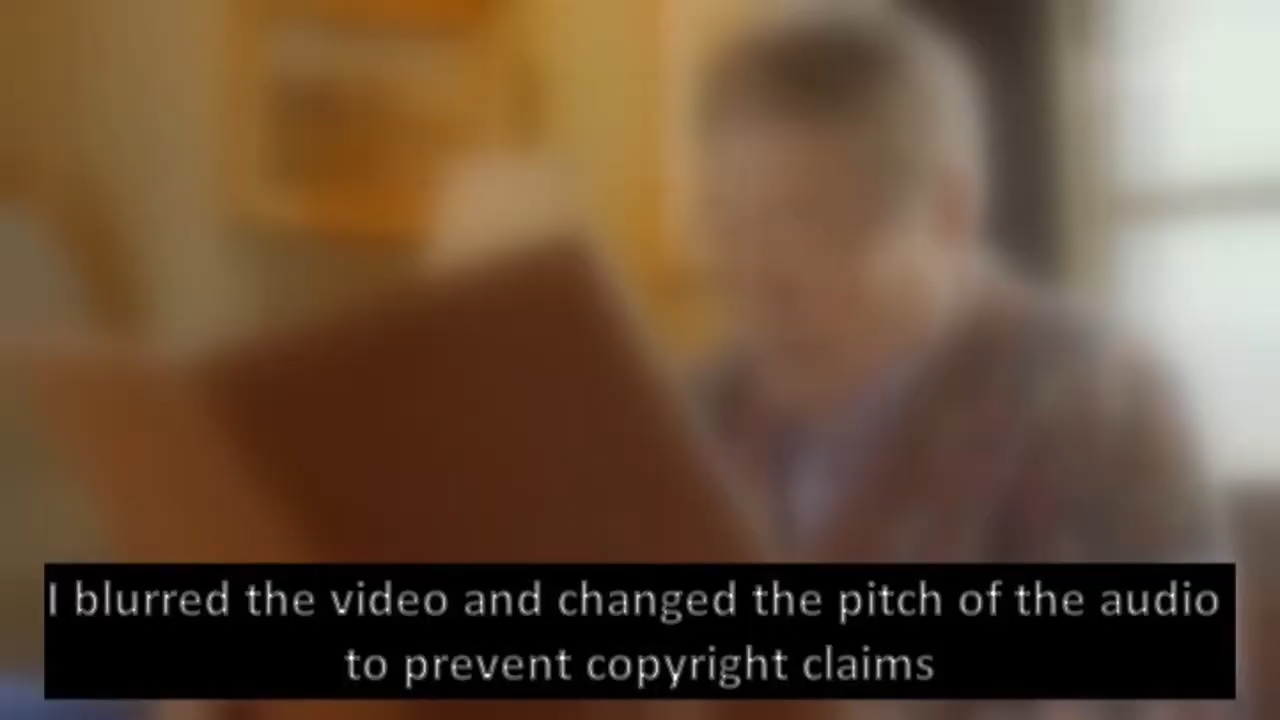 I blurred the video and changed the pitch of the audio
to prevent copyright claims